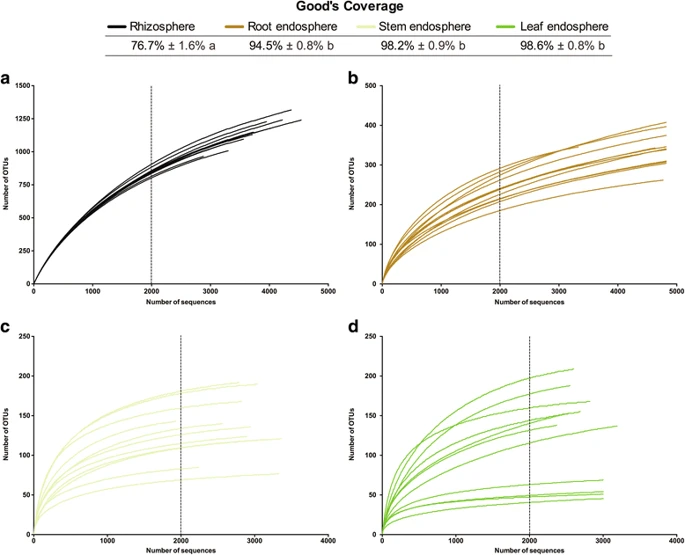 Good's Coverage
Rhizosphere Root endosphere Stem endosphere Leaf endosphere
76.7% ± 1.6% a 94.5% ± 0.8% b 98.2% ± 0.9% b 98.6% ± 0.8% b
a
1500
1250
1000
750
500
250
0
Number of OTUs
0 1000 2000 3000 4000 5000
Number of sequences
b
500
400
300
200
100
0
Number of OTUs
0 1000 2000 3000 4000 5000
Number of sequences
c
250
200
150
100
50
0
Number of OTUs
0 1000 2000 3000 4000
Number of sequences
d
250
200
150
100
50
0
Number of OTUs
0 1000 2000 3000 4000
Number of sequences